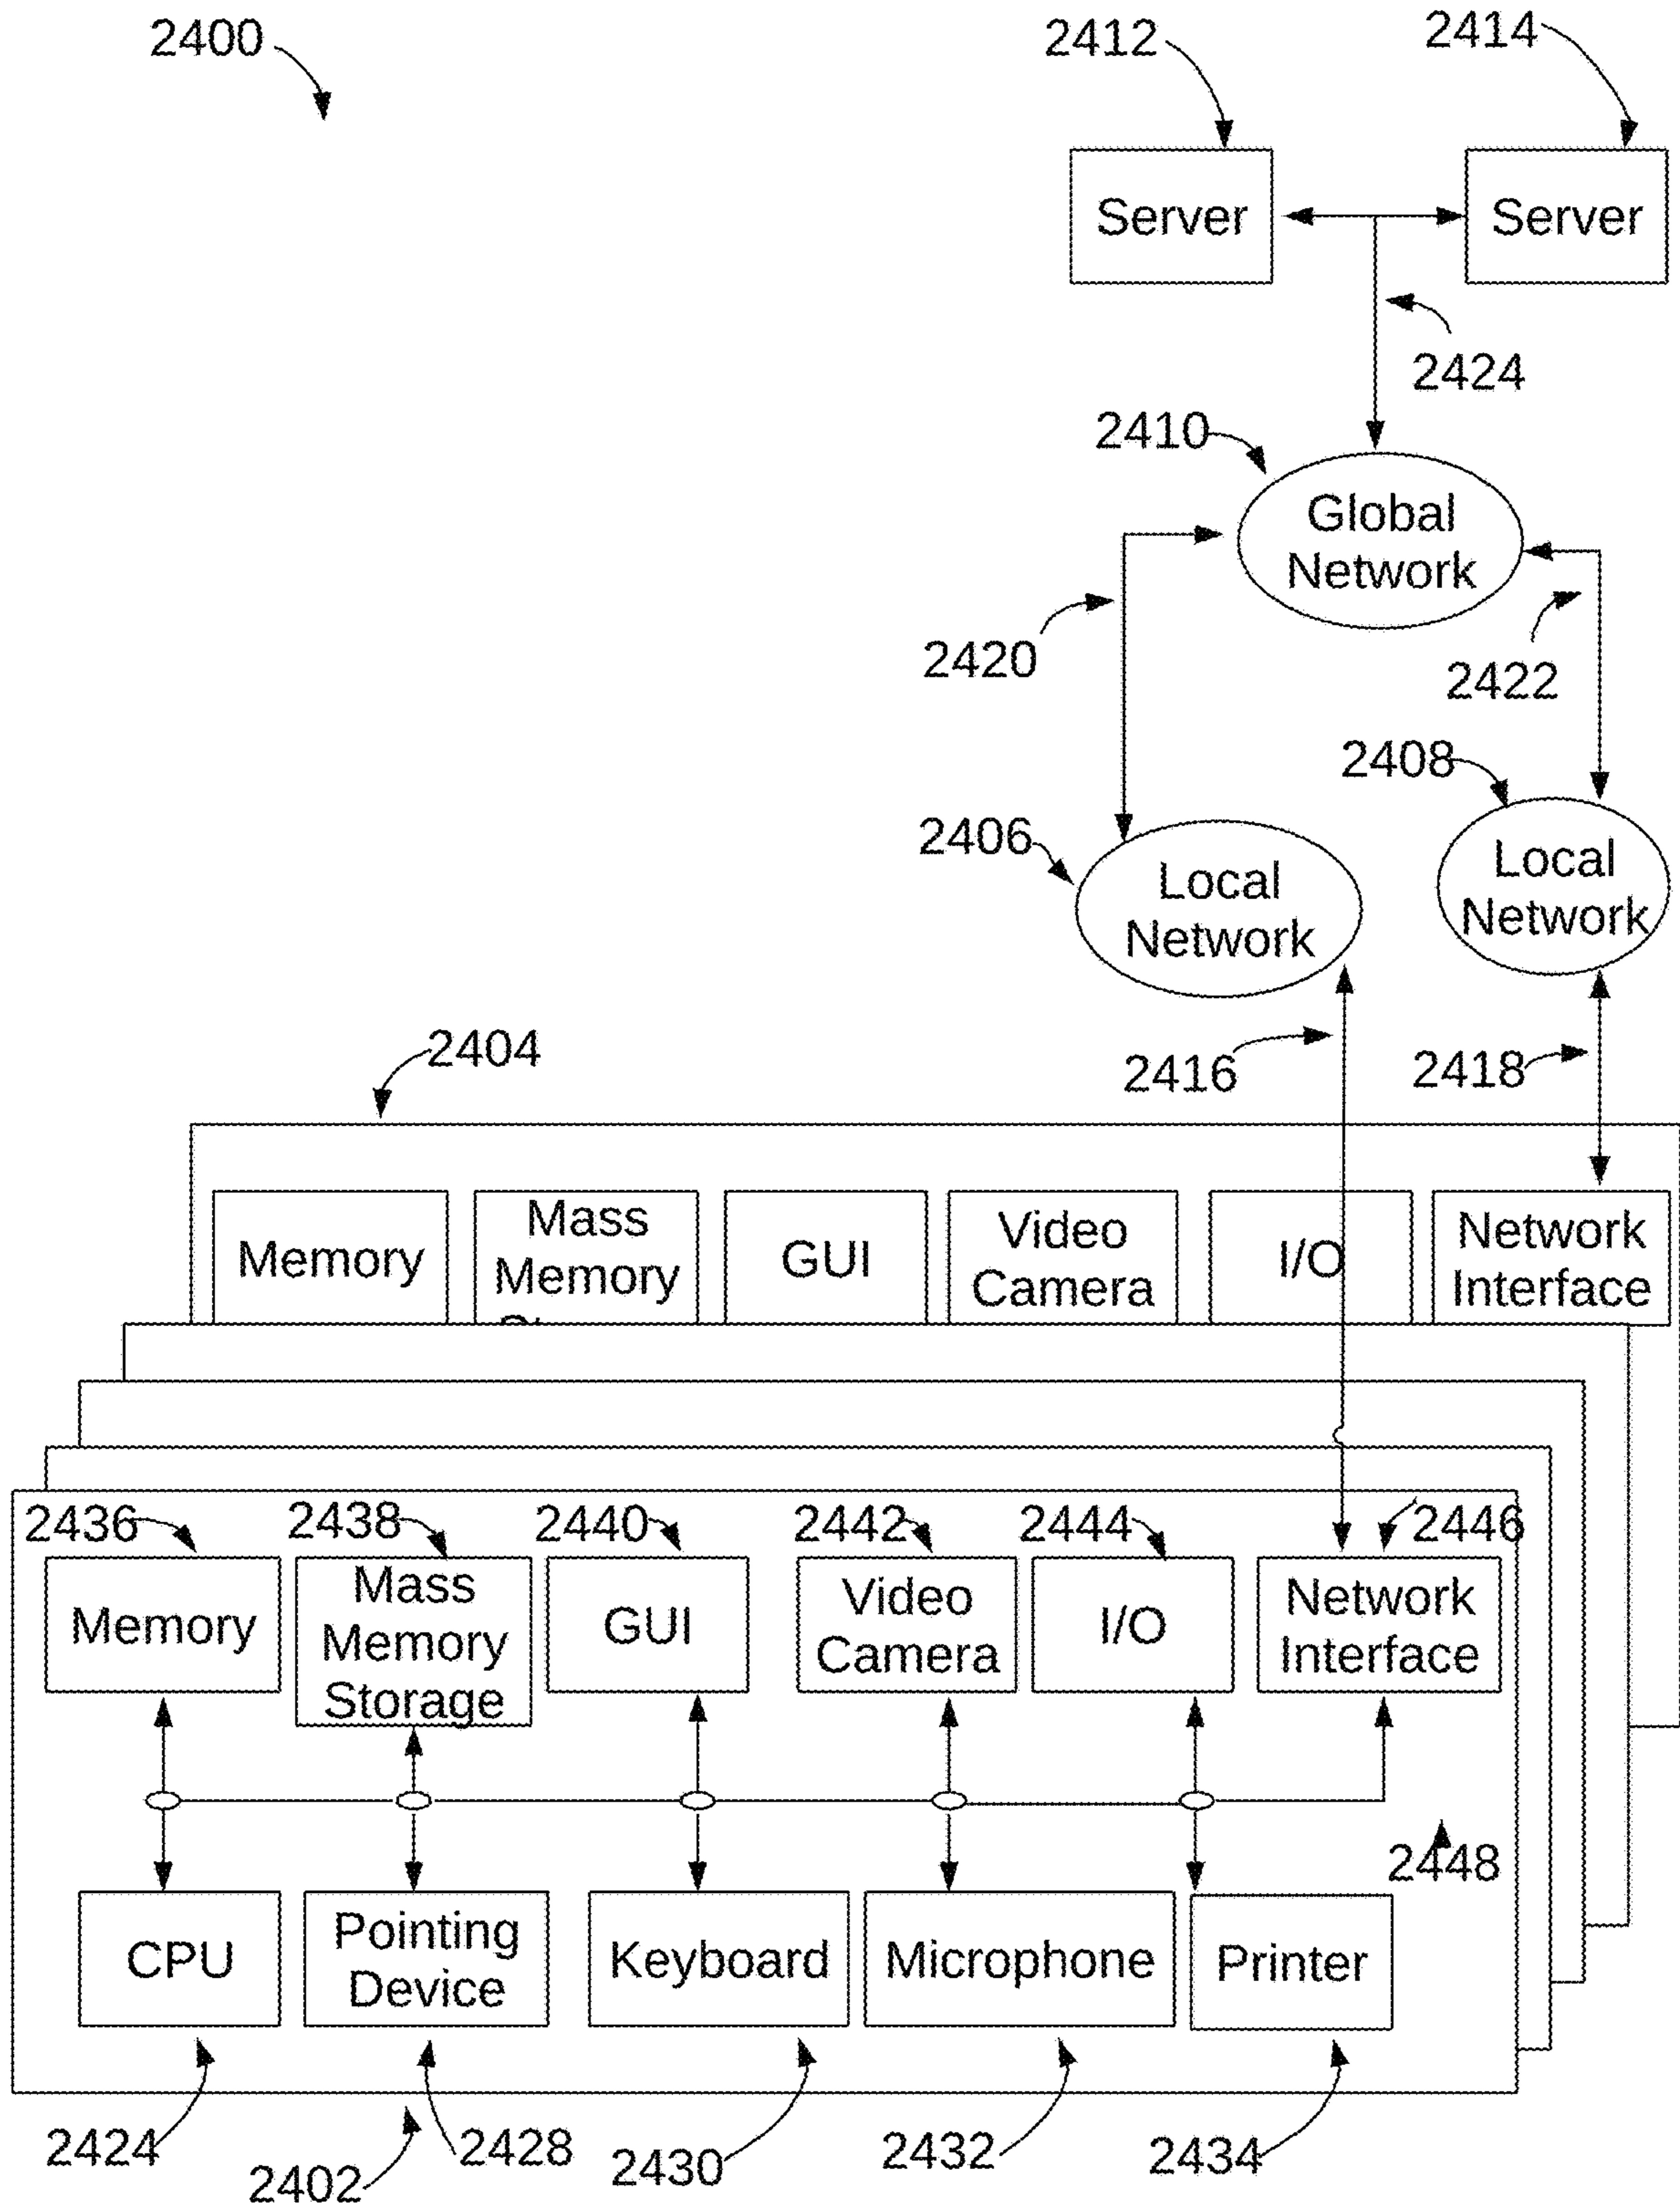 2400
2412
2414
Server
Server
2424
2410
Global
Network
2420
2422
2408
2406
Local
Network
Local
Network
2404
2416
2418
Memory
Mass
Memory
GUI
Video
Camera
I/O
Network
Interface
2436
2438
2440
2442
2444
2446
Memory
Mass
Memory
Storage
GUI
Video
Camera
I/O
Network
Interface
2448
CPU
Pointing
Device
Keyboard
Microphone
Printer
2424
2402
2428
2430
2432
2434